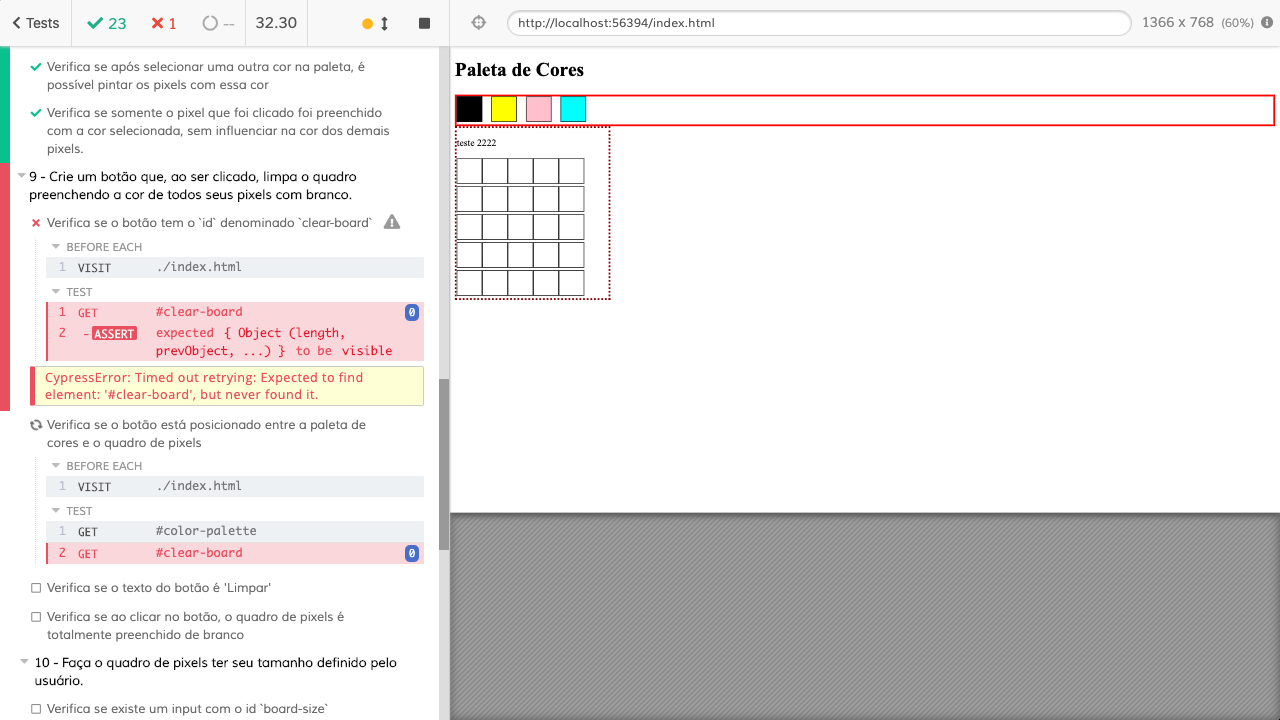 Tests 23 1 -- 32.30
Verifica se após selecionar uma outra cor na paleta, é
possível pintar os pixels com essa cor
Verifica se somente o pixel que foi clicado foi preenchido
com a cor selecionada, sem influenciar na cor dos demais
pixels.
9 - Crie um botão que, ao ser clicado, limpa o quadro
preenchendo a cor de todos seus pixels com branco.
Verifica se o botão tem o `id` denominado `clear-board`
BEFORE EACH
1 VISIT ./index.html
TEST
1 GET #clear-board 0
2 -ASSERT expected { Object (length,
prevObject, ...) } to be visible
CypressError: Timed out retrying: Expected to find
element: '#clear-board', but never found it.
Verifica se o botão está posicionado entre a paleta de
cores e o quadro de pixels
BEFORE EACH
1 VISIT ./index.html
TEST
1 GET #color-palette
2 GET #clear-board 0
Verifica se o texto do botão é 'Limpar'
Verifica se ao clicar no botão, o quadro de pixels é
totalmente preenchido de branco
10 - Faça o quadro de pixels ter seu tamanho definido pelo
usuário.
Verifica se existe um input com o id `board-size`
http://localhost:56394/index.html 1366 x 768 (60%)
Paleta de Cores
teste 2222